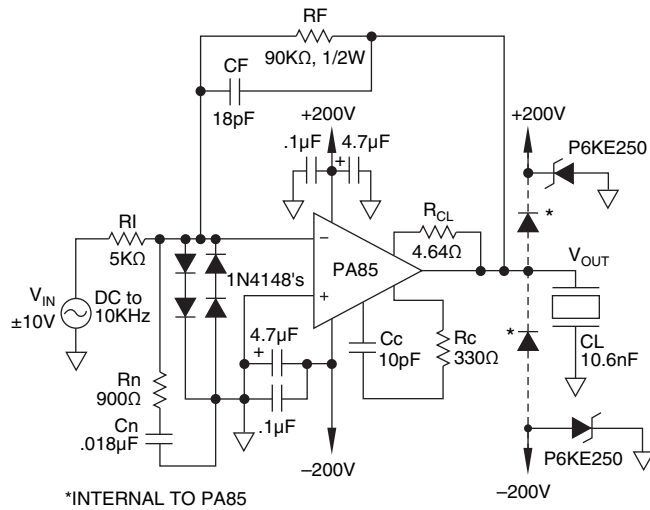 RF
90KΩ, 1/2W
CF
18pF
+200V
+200V
P6KE250
.1µF
4.7µF
+
RI
5KΩ
R_CL
4.64Ω
*
1N4148's
−
+
PA85
V_OUT
V_IN
±10V
DC to
10KHz
4.7µF
+
Cc
10pF
Rc
330Ω
*
CL
10.6nF
Rn
900Ω
Cn
.018µF
.1µF
−200V
−200V
P6KE250
*INTERNAL TO PA85